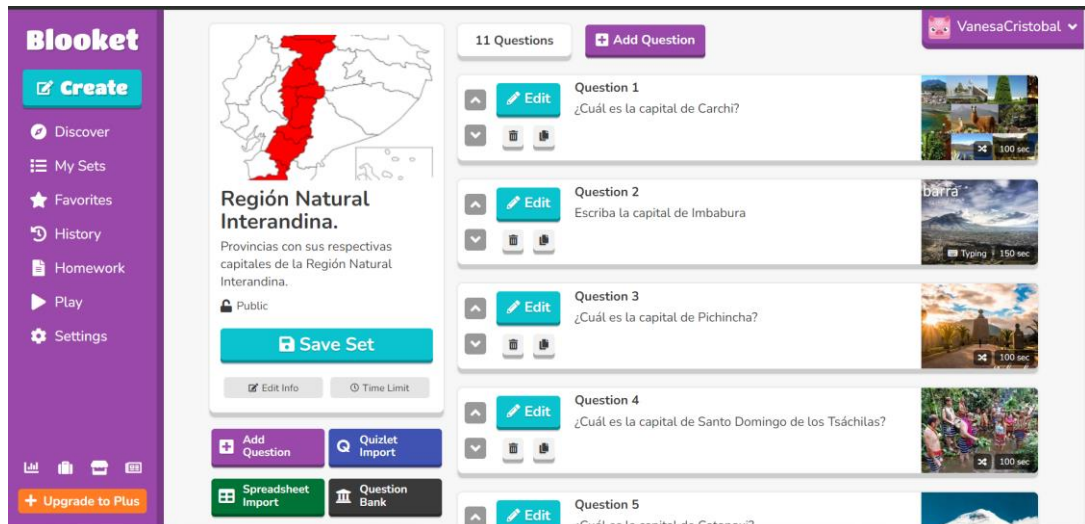 Blooket
Create
Discover
My Sets
Favorites
History
Homework
Play
Settings
+ Upgrade to Plus
Región Natural
Interandina.
Provincias con sus respectivas
capitales de la Región Natural
Interandina.
Public
Save Set
Edit Info
Time Limit
Add
Question
Q Quizlet
Import
Spreadsheet
Import
Question
Bank
11 Questions
Add Question
VanesaCristobal
Edit
Question 1
¿Cuál es la capital de Carchi?
100 sec
Edit
Question 2
Escriba la capital de Imbabura
barra
Typing
150 sec
Edit
Question 3
¿Cuál es la capital de Pichincha?
100 sec
Edit
Question 4
¿Cuál es la capital de Santo Domingo de los Tsáchilas?
100 sec
Edit
Question 5